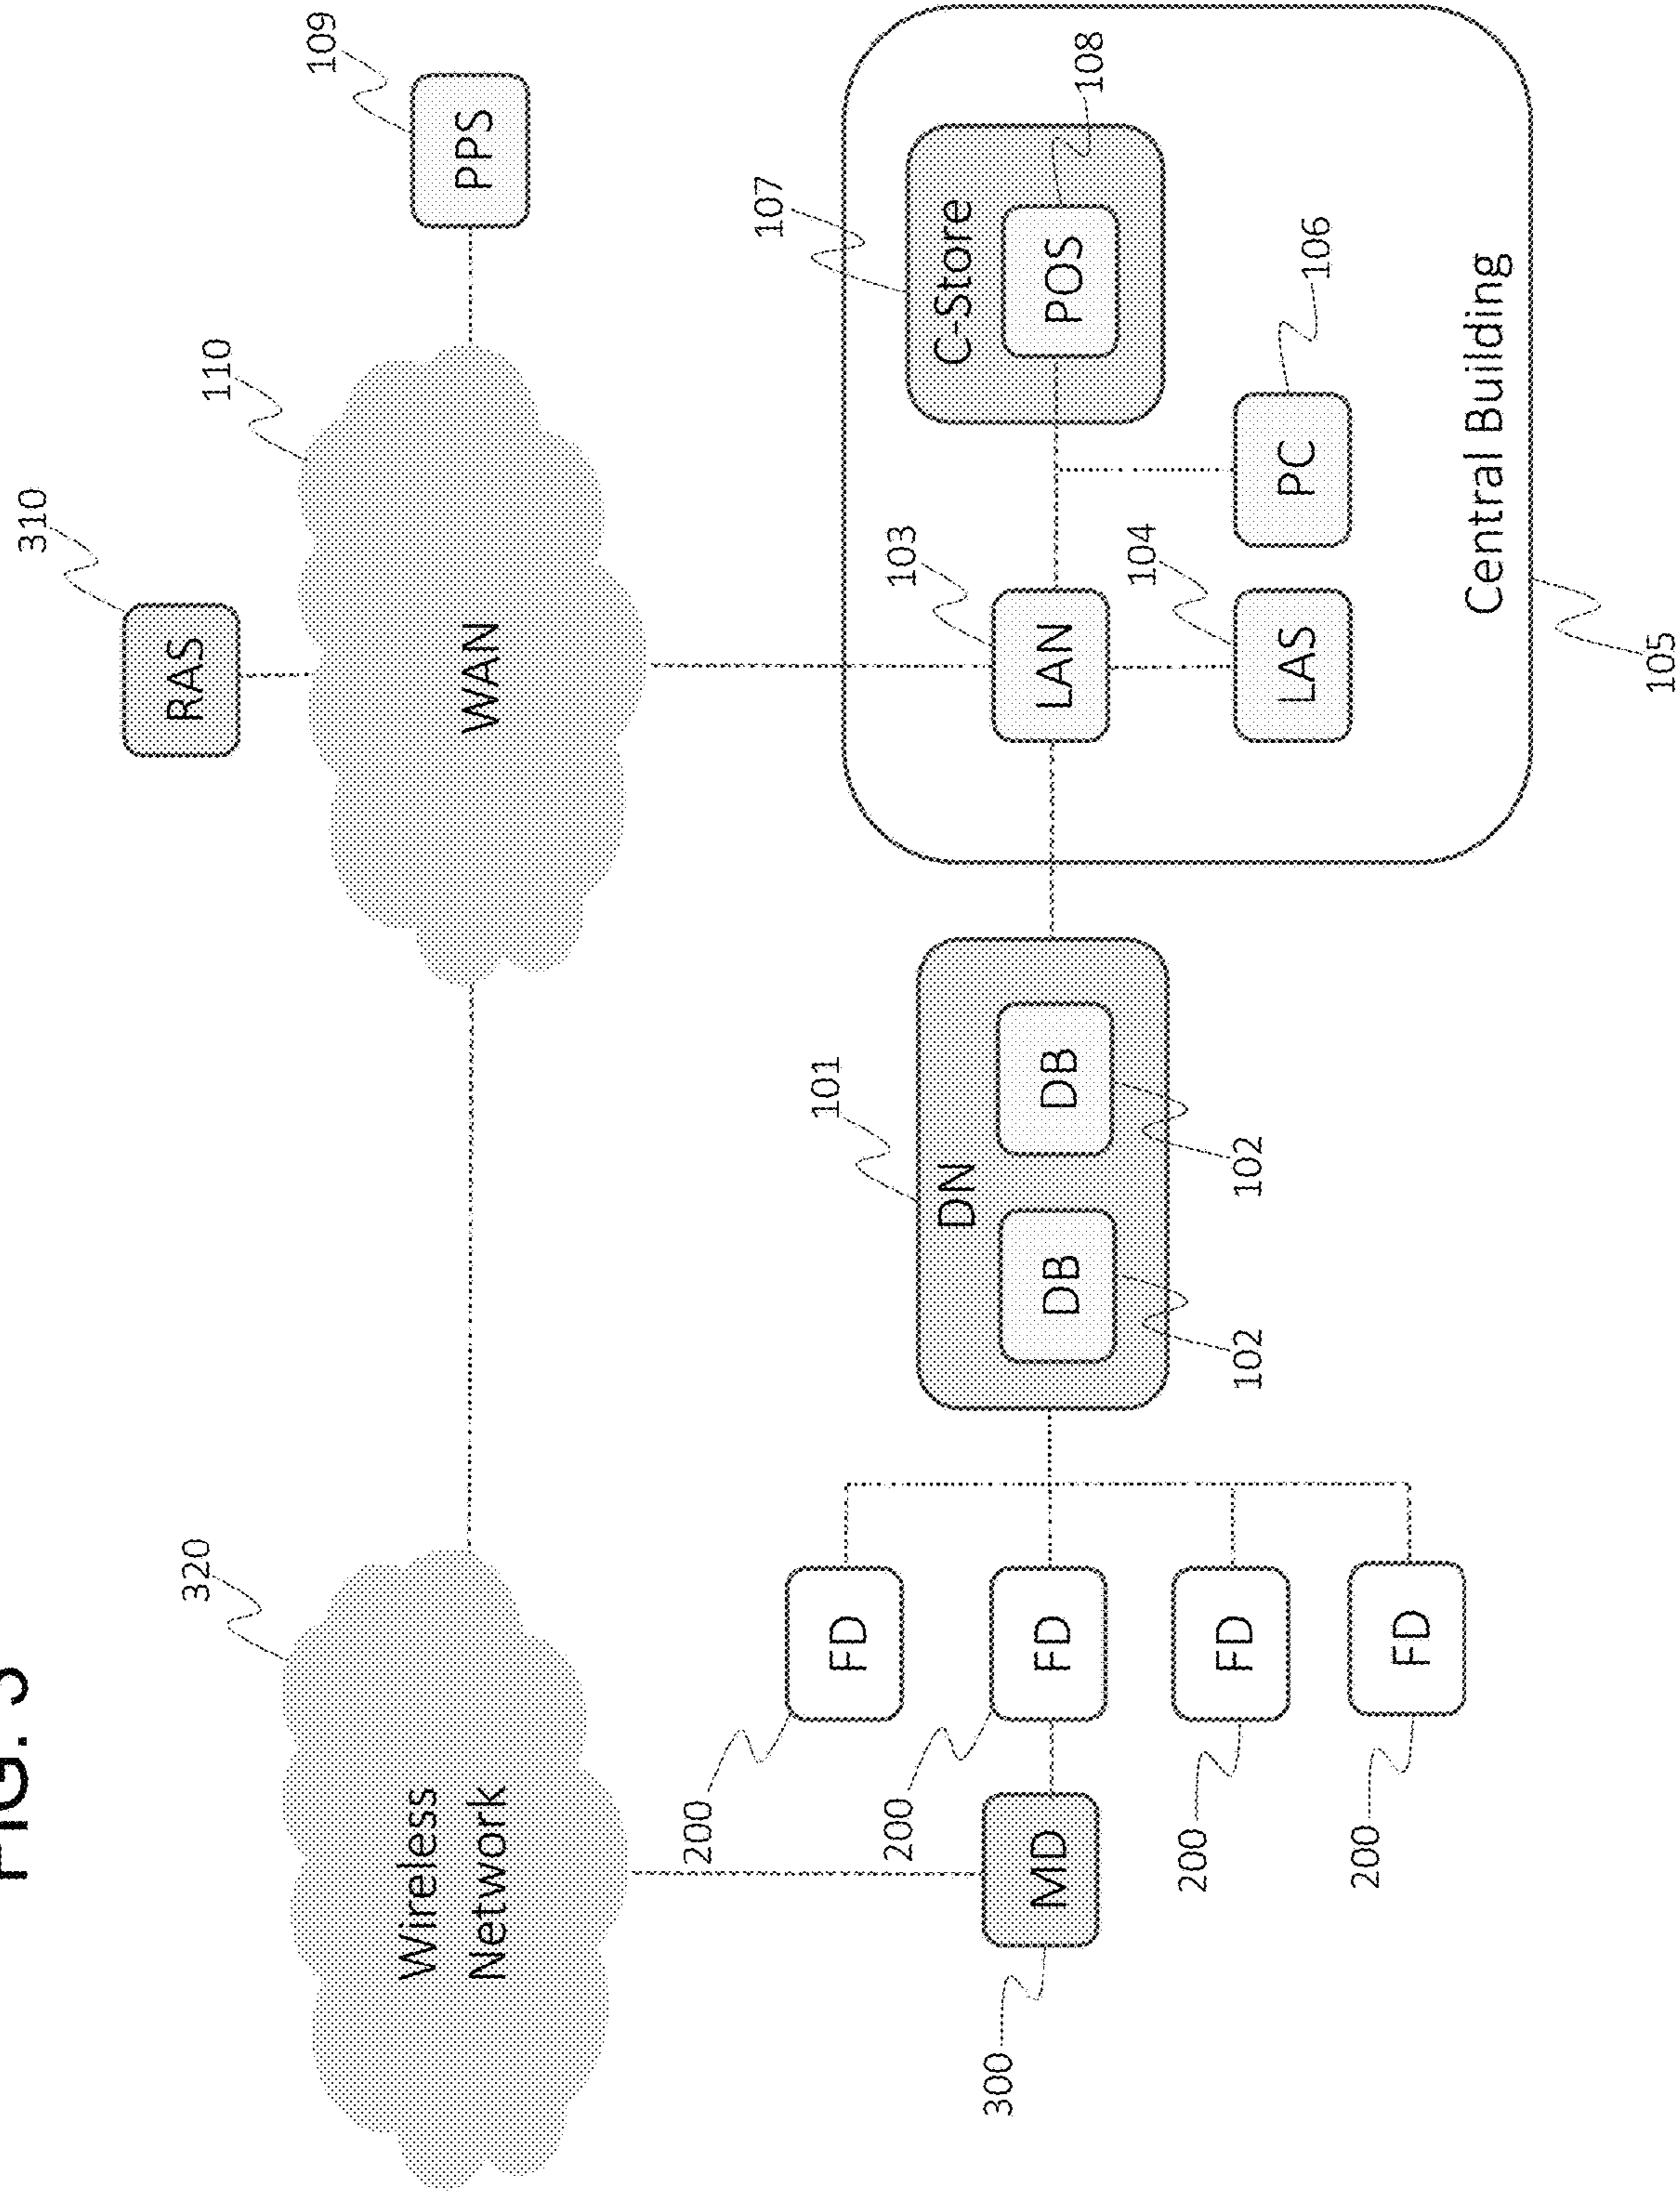 FIG. 3
310
RAS
320
110
109
Wireless
Network
WAN
PPS
200
107
101
FD
200
103
DN
C-Store
300
MD
FD
DB
DB
LAN
POS
108
104
200
FD
102
102
LAS
PC
106
200
FD
Central Building
105